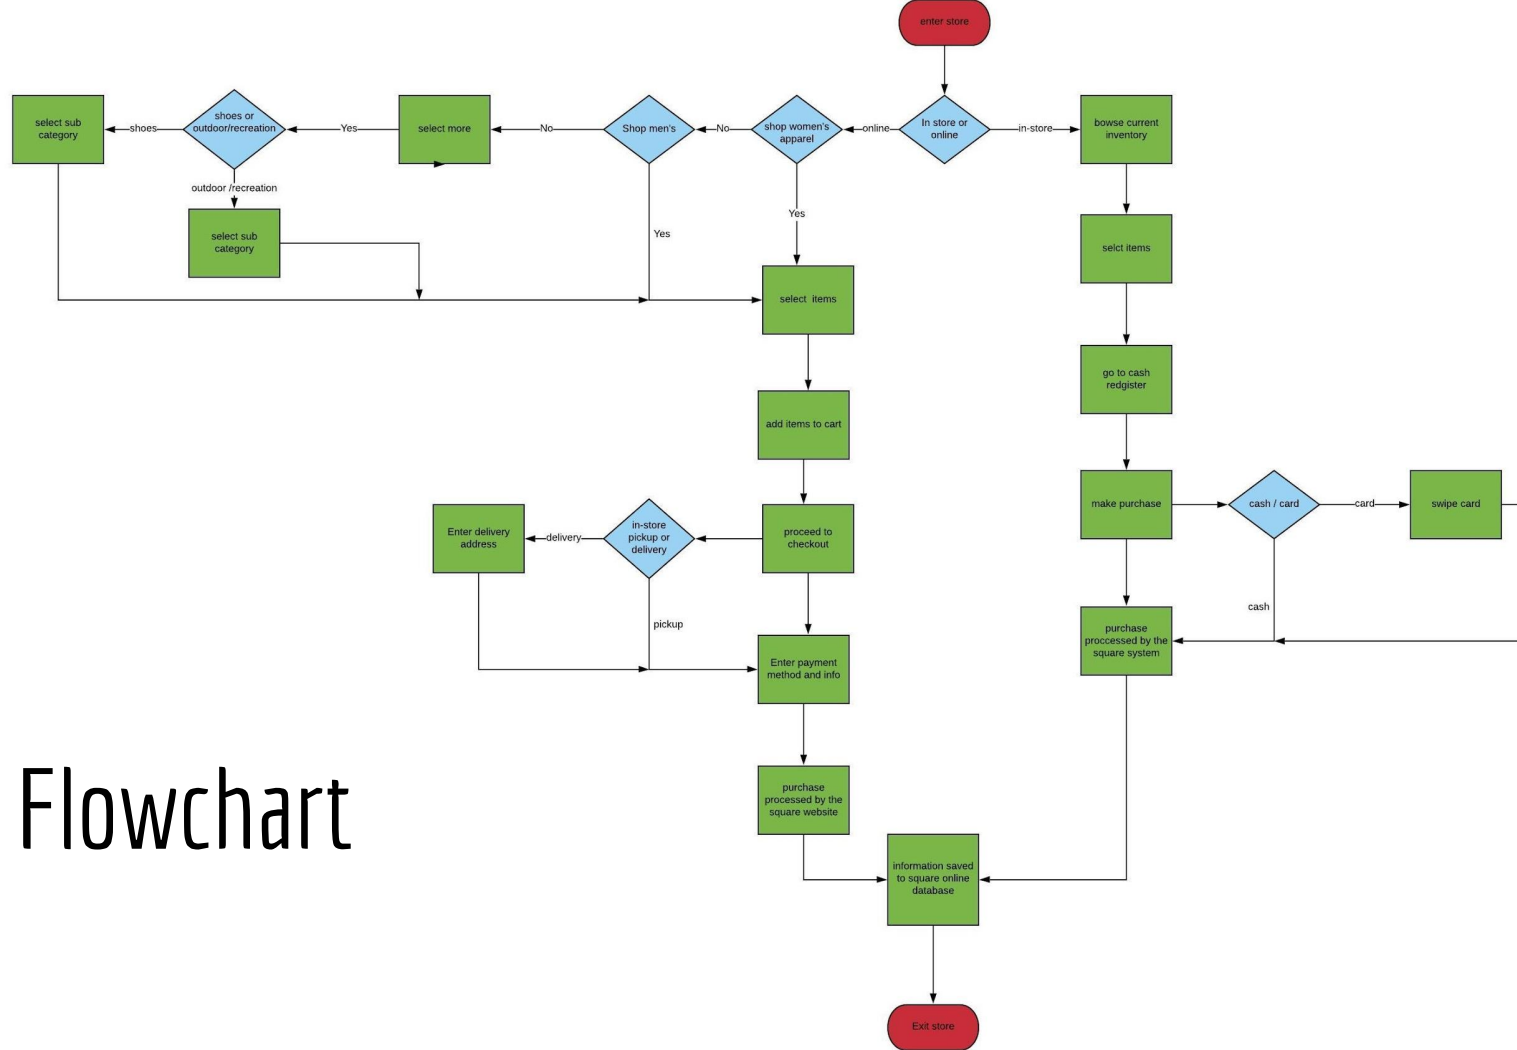 enter store
select sub
category
shoes
shoes or
outdoor/recreation
Yes
select more
No
Shop men's
No
shop women's
apparel
online
In store or
online
in-store
bowse current
inventory
outdoor /recreation
select sub
category
Yes
Yes
selct items
select items
go to cash
redgister
add items to cart
Enter delivery
address
delivery
in-store
pickup or
delivery
proceed to
checkout
make purchase
cash / card
card
swipe card
pickup
cash
Enter payment
method and info
purchase
proccessed by the
square system
purchase
processed by the
square website
Flowchart
information saved
to square online
database
Exit store